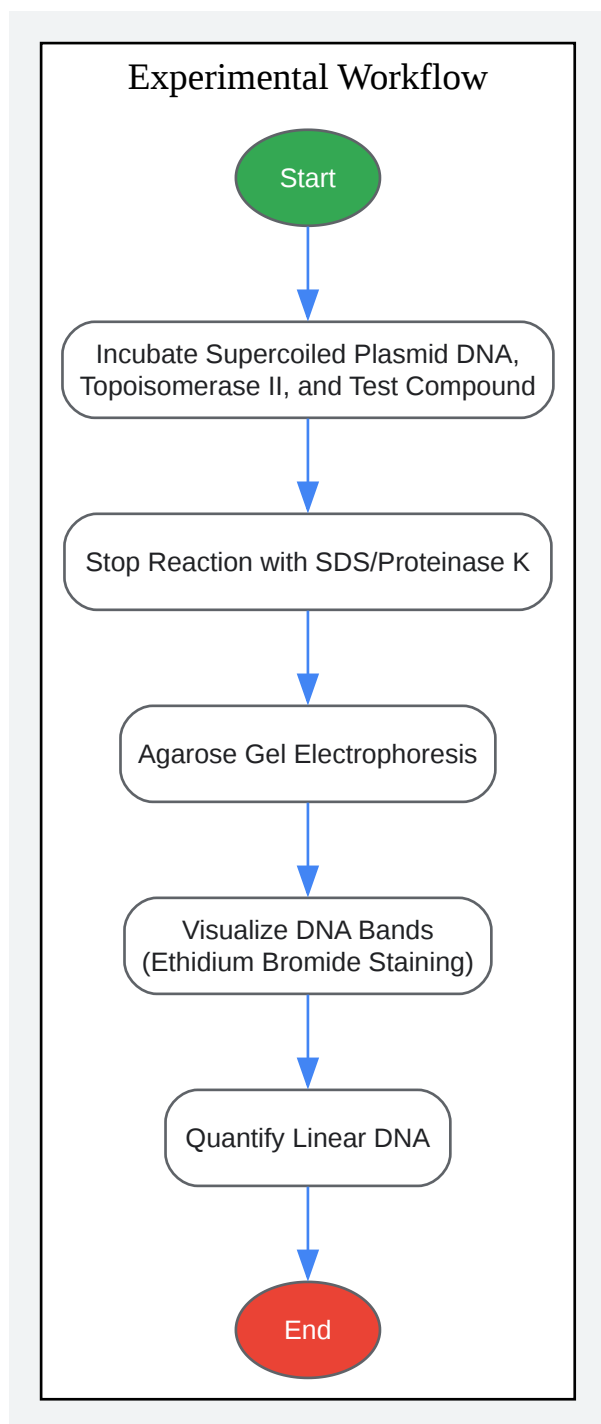 Experimental Workflow
Start
Incubate Supercoiled Plasmid DNA,
Topoisomerase II, and Test Compound
Stop Reaction with SDS/Proteinase K
Agarose Gel Electrophoresis
Visualize DNA Bands
(Ethidium Bromide Staining)
Quantify Linear DNA
End